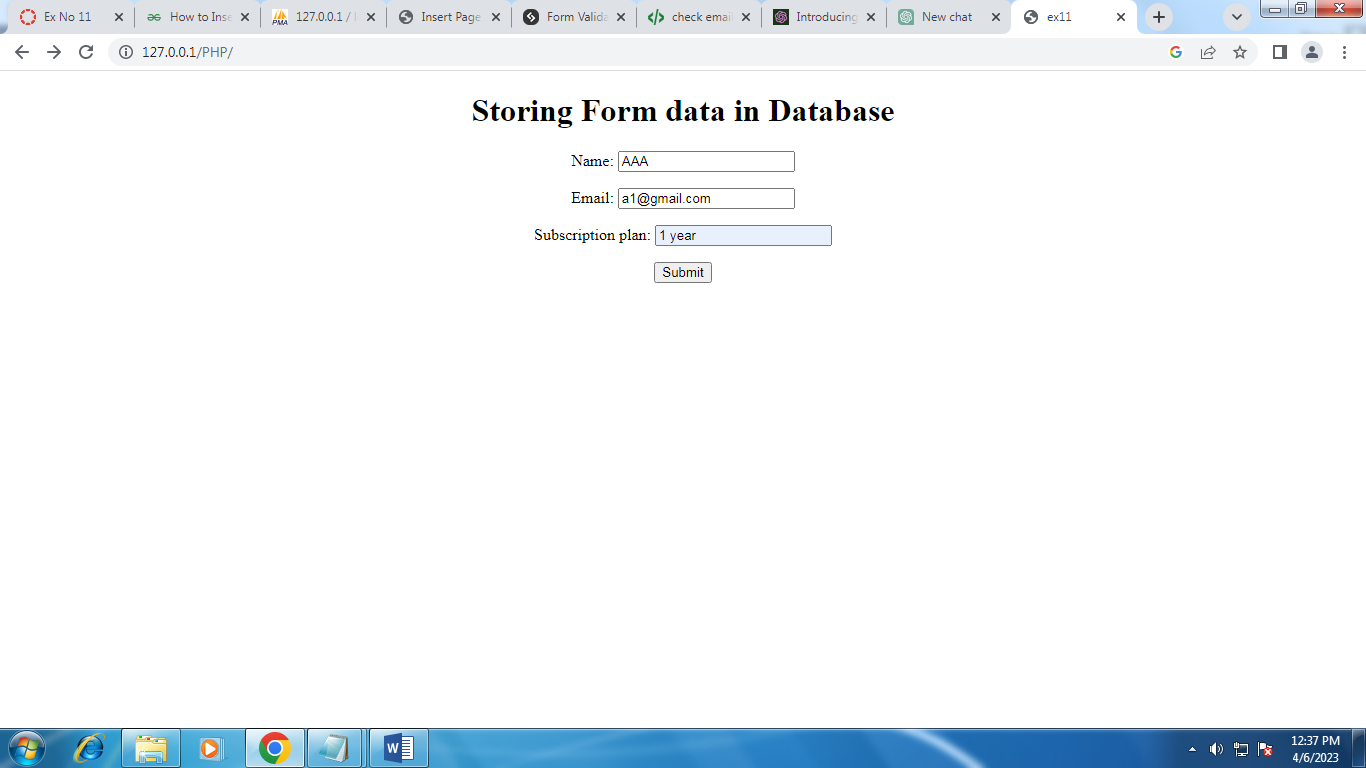 Ex No 11
How to Inse
127.0.0.1 / l
Insert Page
Form Valida
check email
Introducing
New chat
ex11
127.0.0.1/PHP/
Storing Form data in Database
Name: AAA
Email: a1@gmail.com
Subscription plan: 1 year
Submit
12:37 PM
4/6/2023